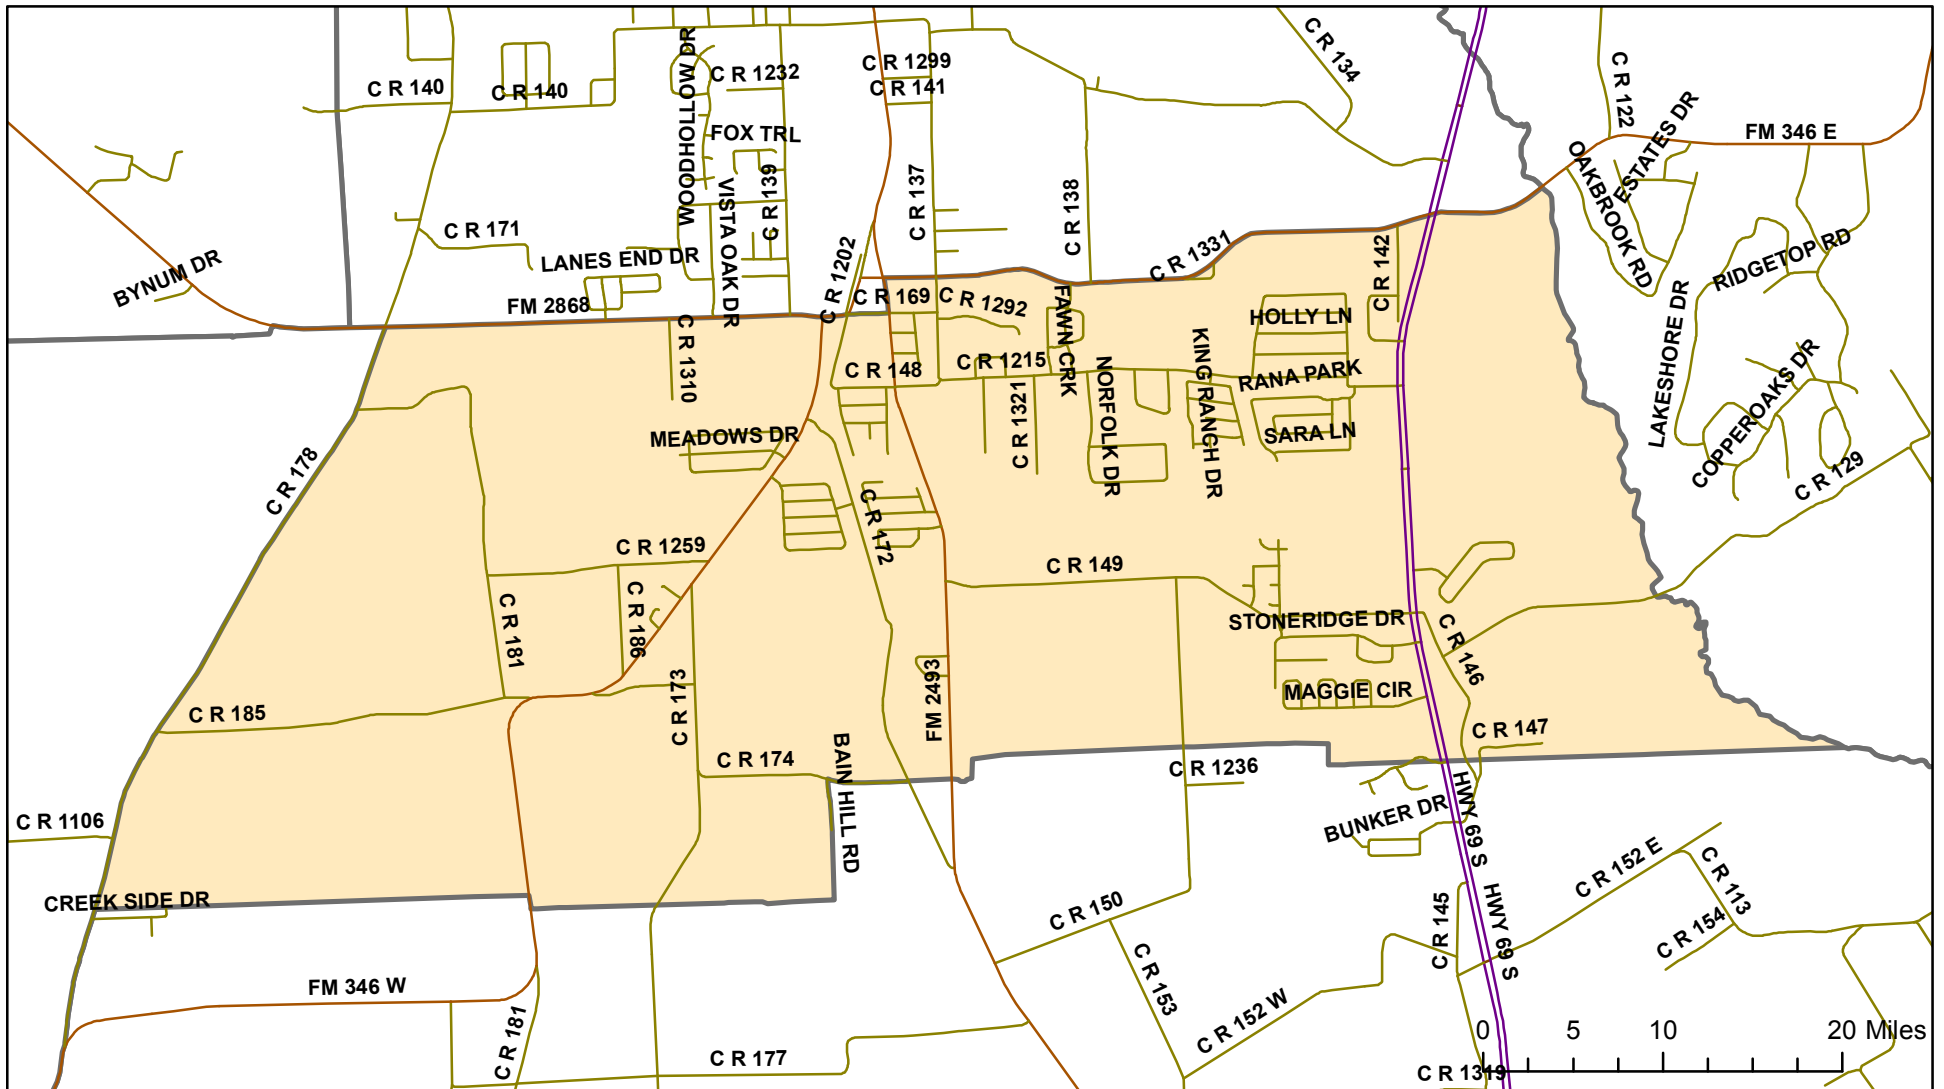 C R 134
C R 1299
C R 1232
C R 140
C R 140
C R 141
C R 122
ESTATES DR
FM 346 E
WOODHOLLOW DR
FOX TRL
C R 139
C R 137
C R 138
OAKBROOK RD
VISTA OAK DR
C R 171
LANES END DR
BYNUM DR
C R 1202
C R 1331
C R 142
RIDGETOP RD
FM 2868
C R 169
C R 1292
FAWN CRK
HOLLY LN
LAKESHORE DR
C R 1310
C R 148
C R 1215
NORFOLK DR
KING RANCH DR
RANA PARK
COPPEROAKS DR
C R 1321
MEADOWS DR
SARA LN
C R 178
C R 129
C R 172
C R 1259
C R 149
C R 181
C R 186
STONERIDGE DR
C R 146
C R 173
FM 2493
MAGGIE CIR
C R 185
C R 147
C R 174
BAIN HILL RD
C R 1236
HWY 69 S
BUNKER DR
C R 1106
C R 152 E
C R 113
CREEK SIDE DR
C R 150
C R 145
HWY 69 S
C R 154
C R 153
FM 346 W
C R 181
C R 152 W
0 5 10 20 Miles
C R 177
C R 1319